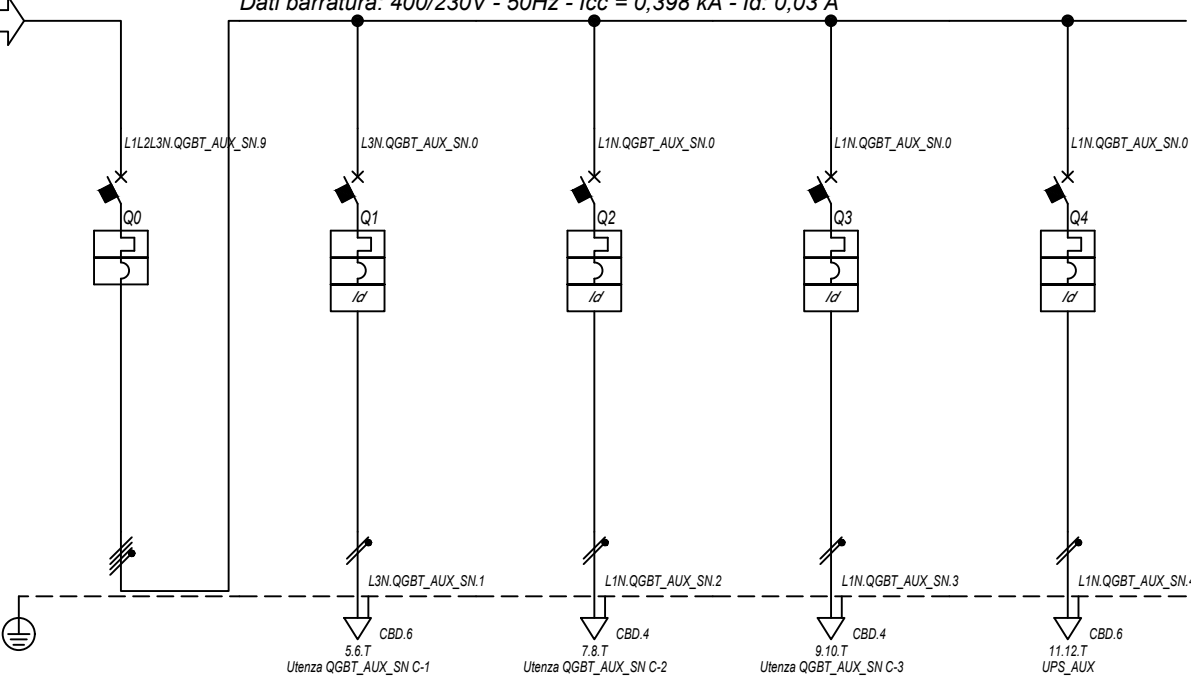 Dati barratura: 400/230V - 50Hz - Icc = 0,398 kA - Id: 0,03 A
L1L2L3N.QGBT_AUX_SN.9
L3N.QGBT_AUX_SN.0
L1N.QGBT_AUX_SN.0
L1N.QGBT_AUX_SN.0
L1N.QGBT_AUX_SN.0
Q0
Q1
Q2
Q3
Q4
Id
Id
Id
Id
L3N.QGBT_AUX_SN.1
L1N.QGBT_AUX_SN.2
L1N.QGBT_AUX_SN.3
L1N.QGBT_AUX_SN.4
CBD.6
CBD.4
CBD.4
CBD.6
5.6.T
7.8.T
9.10.T
11.12.T
Utenza QGBT_AUX_SN C-1
Utenza QGBT_AUX_SN C-2
Utenza QGBT_AUX_SN C-3
UPS_AUX